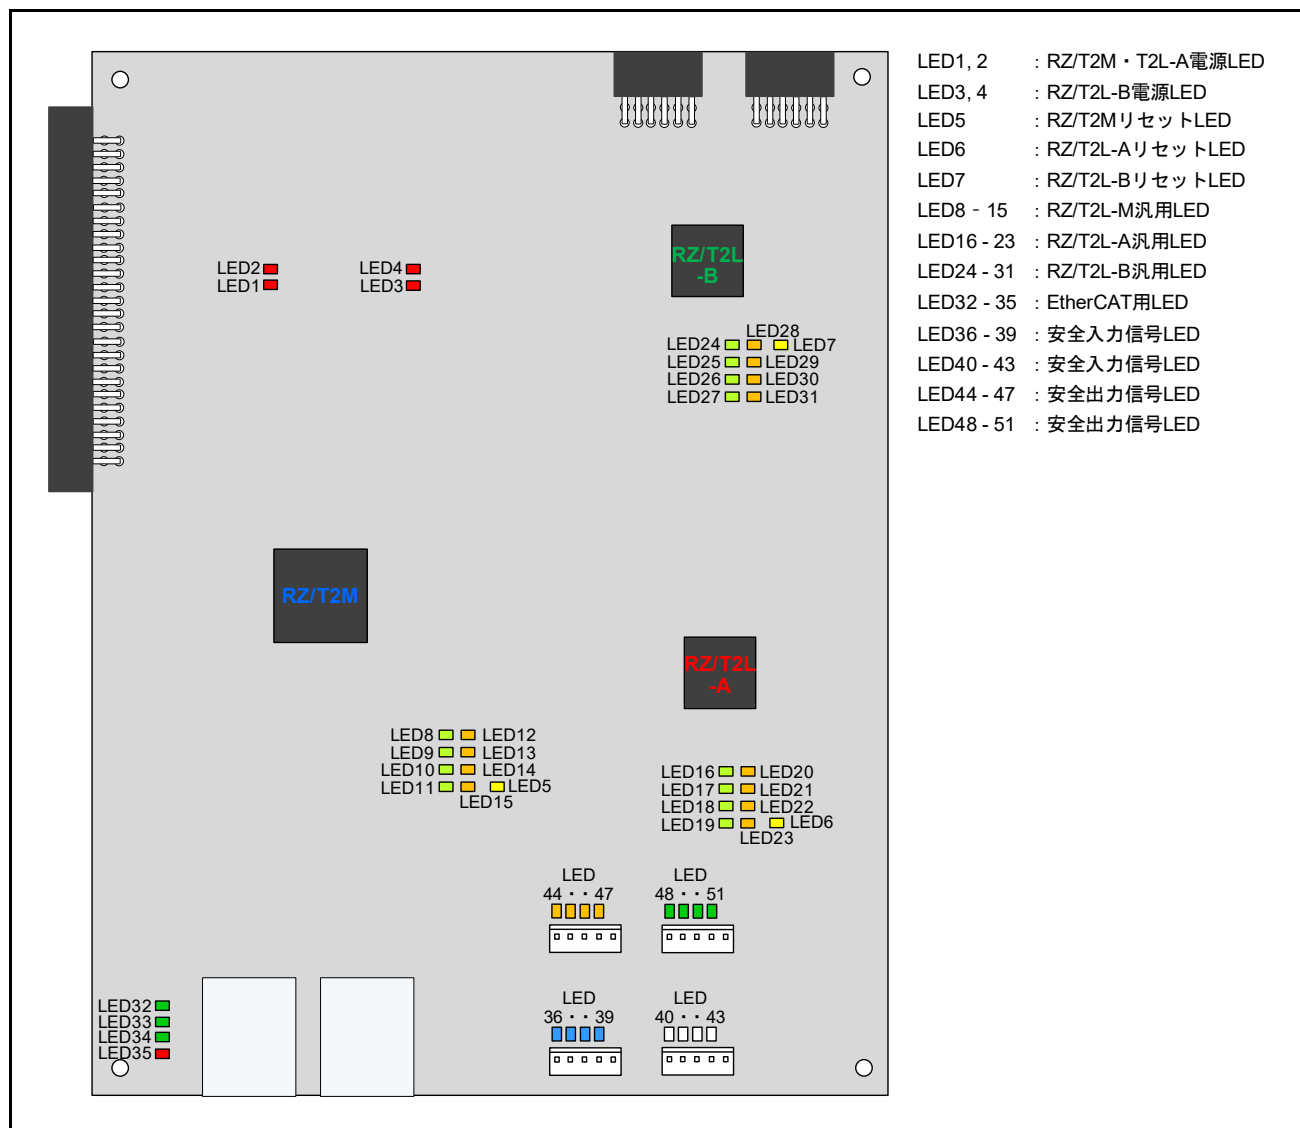 LED1, 2 : RZ/T2M・T2L-A電源LED
LED3, 4 : RZ/T2L-B電源LED
LED5 : RZ/T2MリセットLED
LED6 : RZ/T2L-AリセットLED
LED7 : RZ/T2L-BリセットLED
LED8 - 15 : RZ/T2L-M汎用LED
LED16 - 23 : RZ/T2L-A汎用LED
LED24 - 31 : RZ/T2L-B汎用LED
LED32 - 35 : EtherCAT用LED
LED36 - 39 : 安全入力信号LED
LED40 - 43 : 安全入力信号LED
LED44 - 47 : 安全出力信号LED
LED48 - 51 : 安全出力信号LED
LED2
LED1
LED4
LED3
RZ/T2L
-B
LED28
LED24 LED7
LED25 LED29
LED26 LED30
LED27 LED31
RZ/T2M
RZ/T2L
-A
LED8 LED12
LED9 LED13
LED10 LED14
LED11 LED5
LED15
LED16 LED20
LED17 LED21
LED18 LED22
LED19 LED6
LED23
LED
44・・47
LED
48・・51
LED
36・・39
LED
40・・43
LED32
LED33
LED34
LED35